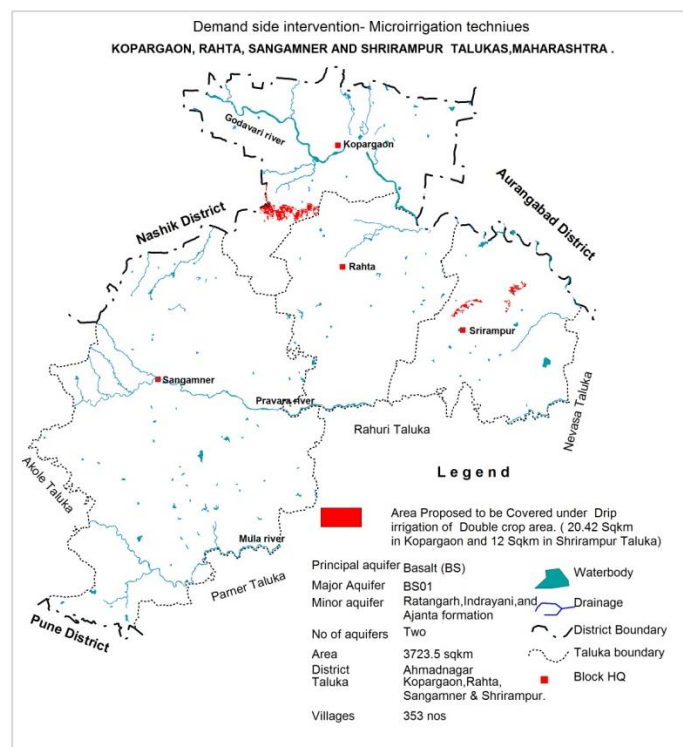 Demand side intervention- Microirrigation techniues
KOPARGAON, RAHTA, SANGAMNER AND SHRIRAMPUR TALUKAS,MAHARASHTRA .
Godavari river
Kopargaon
Aurangabad District
Nashik District
Rahta
Srirampur
Sangamner
Pravara river
Nevasa Taluka
Rahuri Taluka
Akole Taluka
Mula river
Parner Taluka
Pune District
Legend
Area Proposed to be Covered under Drip
irrigation of Double crop area. ( 20.42 Sqkm
in Kopargaon and 12 Sqkm in Shrirampur Taluka)
Principal aquifer Basalt (BS)
Major Aquifer BS01
Minor aquifer Ratangarh,Indrayani,and
Ajanta formation
No of aquifers Two
Area 3723.5 sqkm
District Ahmadnagar
Taluka Kopargaon,Rahta,
Sangamner & Shrirampur.
Villages 353 nos
Waterbody
Drainage
District Boundary
Taluka boundary
Block HQ